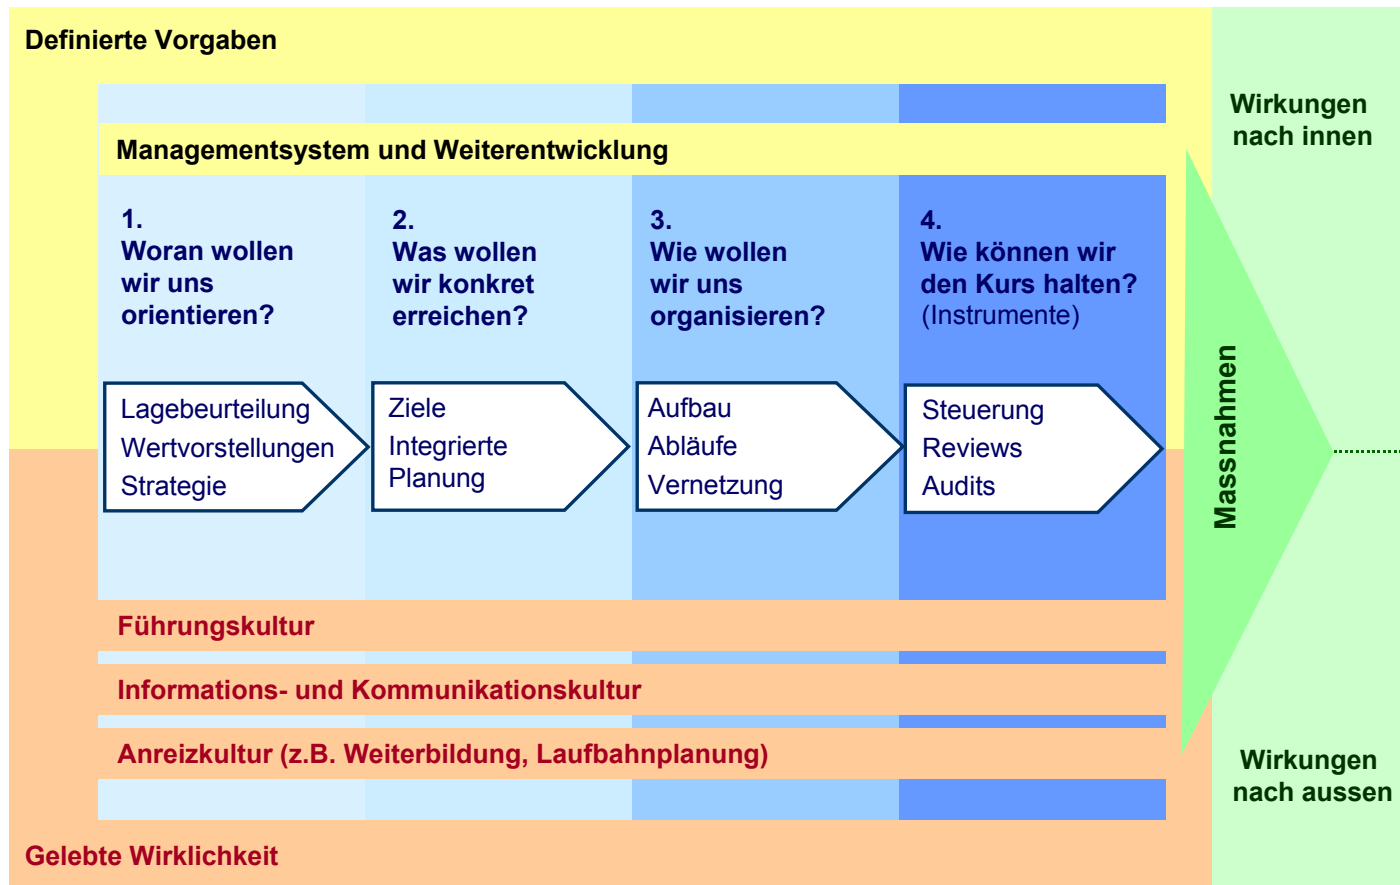 Definierte Vorgaben
Wirkungen
nach innen
Managementsystem und Weiterentwicklung
1.
Woran wollen
wir uns
orientieren?
2.
Was wollen
wir konkret
erreichen?
3.
Wie wollen
wir uns
organisieren?
4.
Wie können wir
den Kurs halten?
(Instrumente)
Lagebeurteilung
Wertvorstellungen
Strategie
Ziele
Integrierte
Planung
Aufbau
Abläufe
Vernetzung
Steuerung
Reviews
Audits
Massnahmen
Führungskultur
Informations- und Kommunikationskultur
Anreizkultur (z.B. Weiterbildung, Laufbahnplanung)
Wirkungen
nach aussen
Gelebte Wirklichkeit